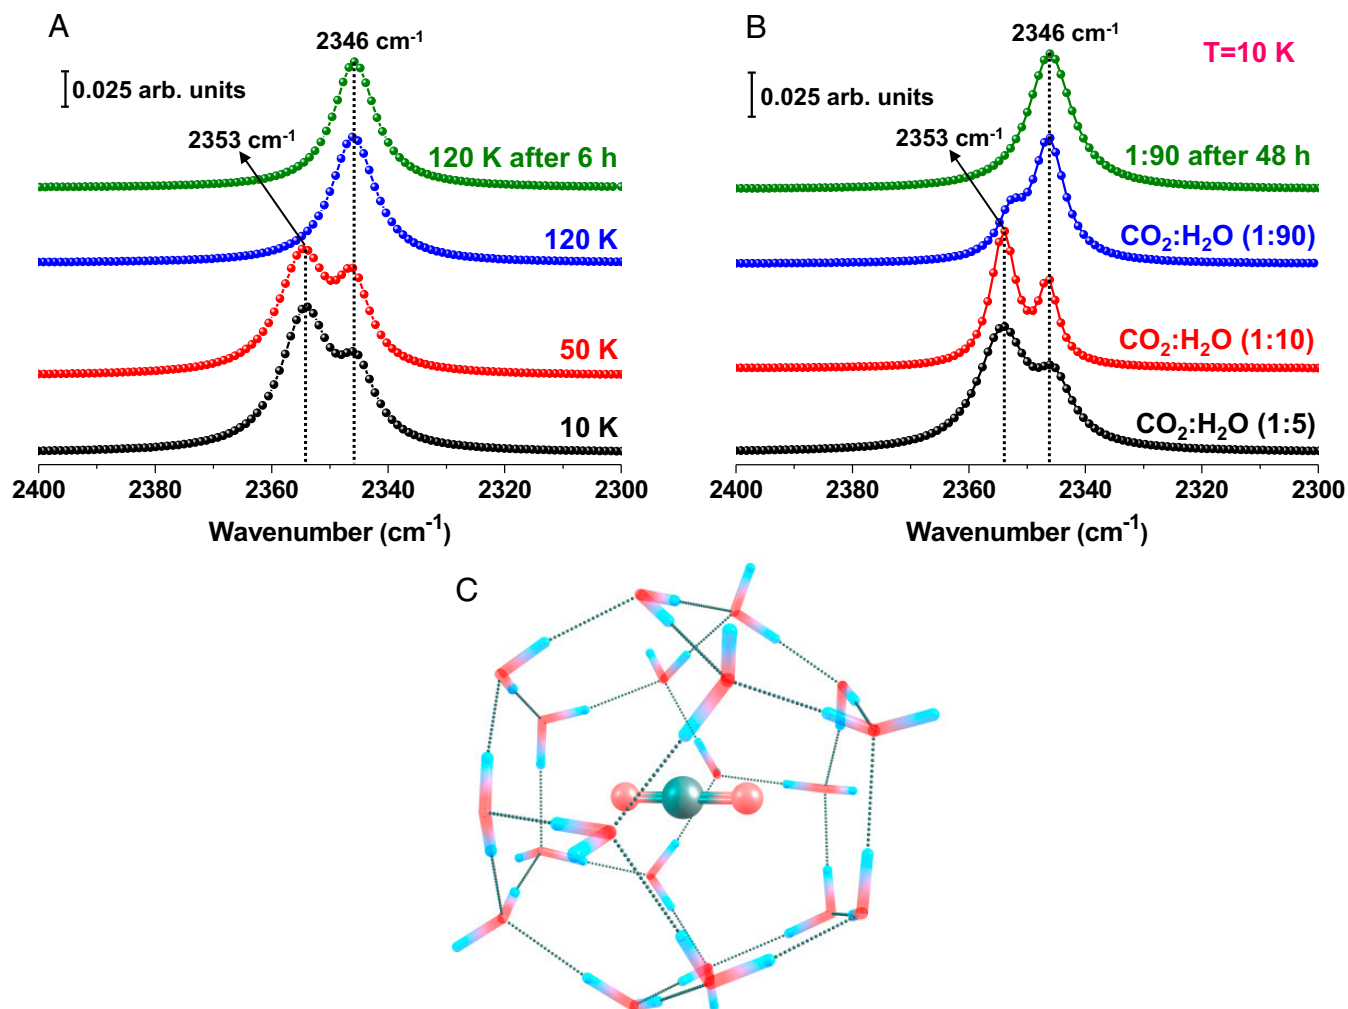 A
2346 cm⁻¹
0.025 arb. units
2353 cm⁻¹
120 K after 6 h
120 K
50 K
10 K
2400 2380 2360 2340 2320 2300
Wavenumber (cm⁻¹)
B
2346 cm⁻¹
T=10 K
0.025 arb. units
2353 cm⁻¹
1:90 after 48 h
CO₂:H₂O (1:90)
CO₂:H₂O (1:10)
CO₂:H₂O (1:5)
2400 2380 2360 2340 2320 2300
Wavenumber (cm⁻¹)
C